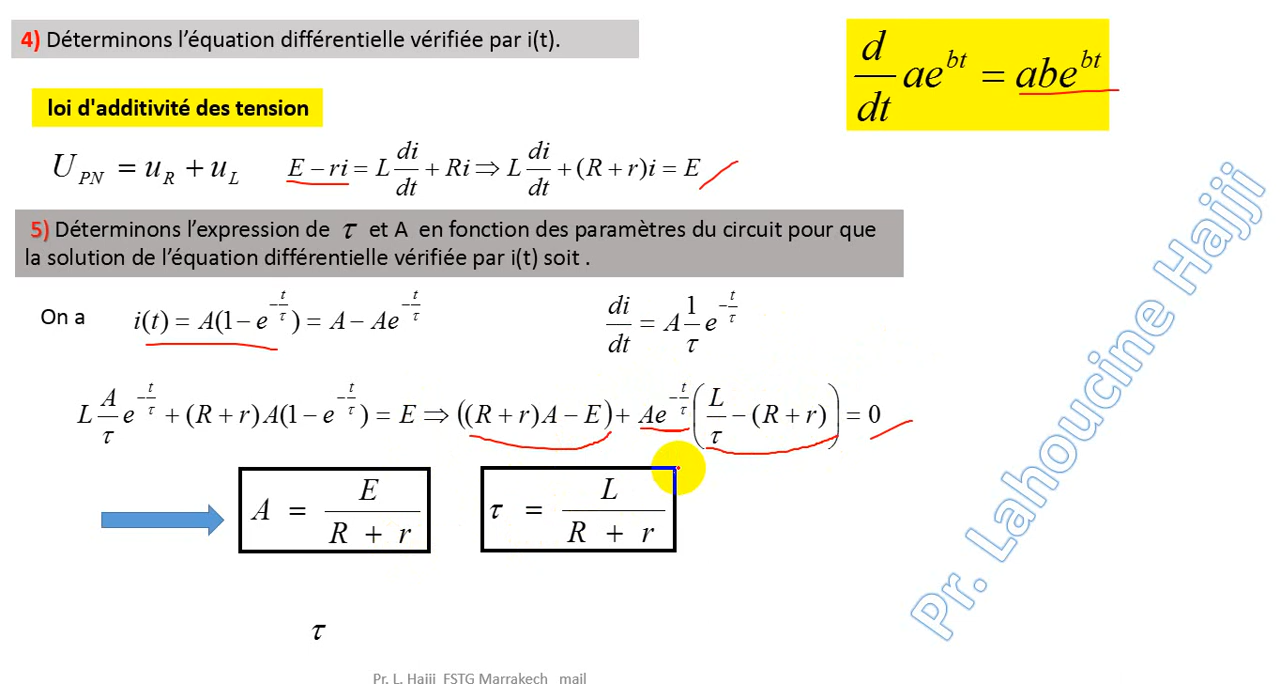 4) Déterminons l'équation différentielle vérifiée par i(t).
d/dt ae^{bt} = abe^{bt}
loi d'additivité des tension
U_{PN} = u_R + u_L    E − ri = L di/dt + Ri ⇒ L di/dt + (R + r)i = E
5) Déterminons l'expression de τ et A en fonction des paramètres du circuit pour que
la solution de l'équation différentielle vérifiée par i(t) soit .
On a    i(t) = A(1 − e^{−t/τ}) = A − Ae^{−t/τ}    di/dt = A 1/τ e^{−t/τ}
L A/τ e^{−t/τ} + (R + r)A(1 − e^{−t/τ}) = E ⇒ ((R + r)A − E) + Ae^{−t/τ}(L/τ − (R + r)) = 0
A = E/(R + r)    τ = L/(R + r)
τ
Pr. L. Hajji FSTG Marrakech mail
Pr. Lahoucine Hajji